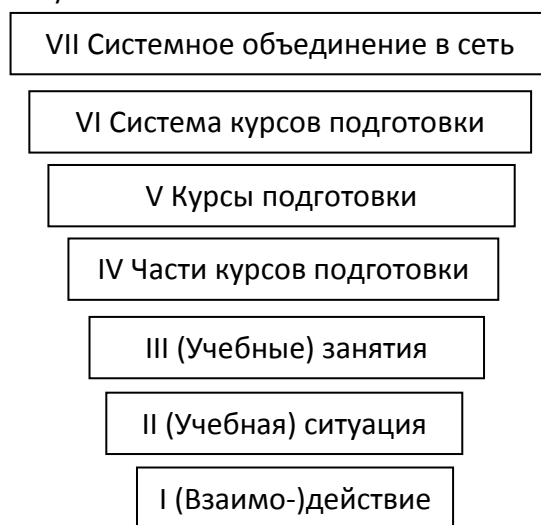 VII Системное объединение в сеть
VI Система курсов подготовки
V Курсы подготовки
IV Части курсов подготовки
III (Учебные) занятия
II (Учебная) ситуация
I (Взаимо-)действие